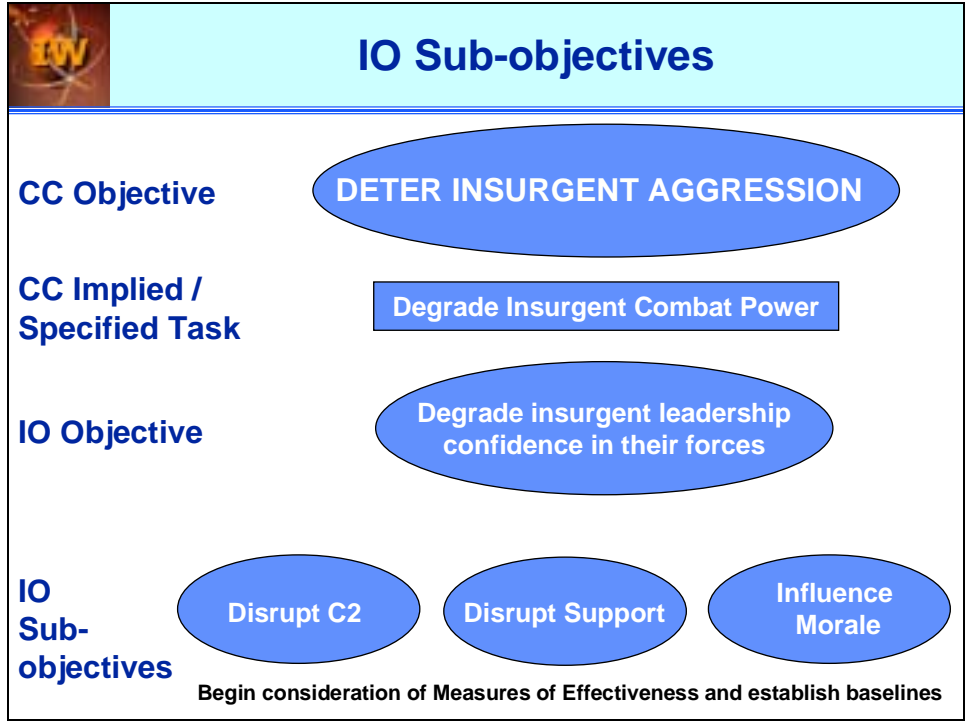 IW
IO Sub-objectives
CC Objective
DETER INSURGENT AGGRESSION
CC Implied /
Specified Task
Degrade Insurgent Combat Power
IO Objective
Degrade insurgent leadership
confidence in their forces
IO
Sub-
objectives
Disrupt C2
Disrupt Support
Influence
Morale
Begin consideration of Measures of Effectiveness and establish baselines